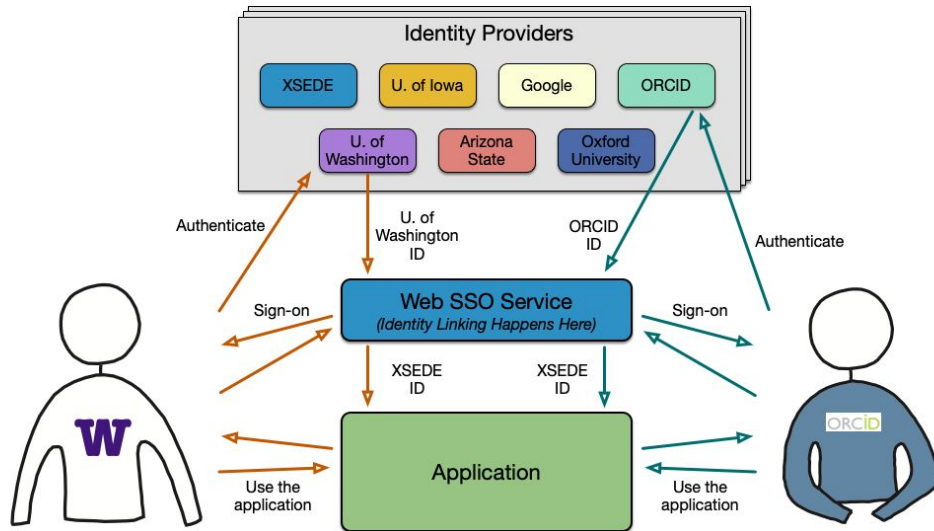 Identity Providers
XSEDE
U. of Iowa
Google
ORCID
U. of
Washington
Arizona
State
Oxford
University
Authenticate
U. of
Washington
ID
ORCID
ID
Authenticate
Sign-on
Web SSO Service
(Identity Linking Happens Here)
Sign-on
XSEDE
ID
XSEDE
ID
W
ORCID
Application
Use the
application
Use the
application